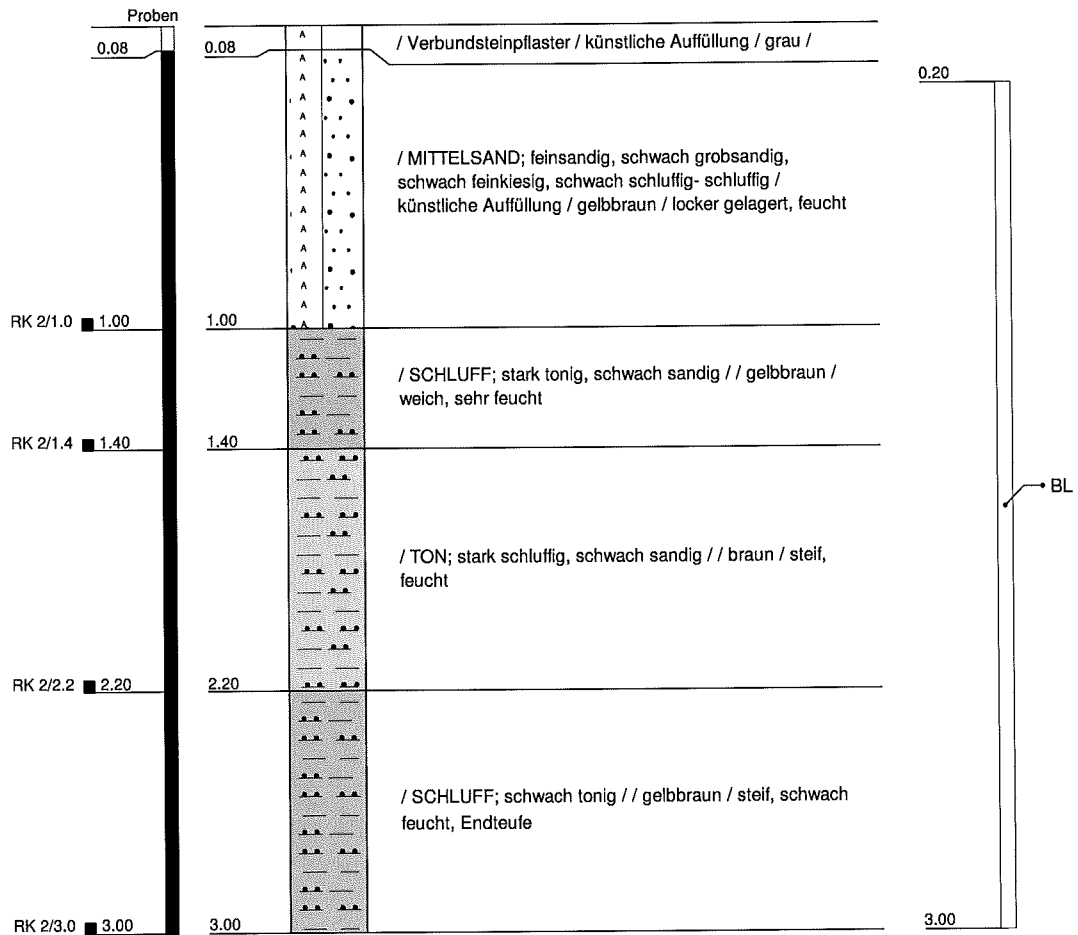 Proben
0.08
0.08
/ Verbundsteinpflaster / künstliche Auffüllung / grau /
0.20
/ MITTELSAND; feinsandig, schwach grobsandig,
schwach feinkiesig, schwach schluffig- schluffig /
künstliche Auffüllung / gelbbraun / locker gelagert, feucht
RK 2/1.0 1.00
1.00
/ SCHLUFF; stark tonig, schwach sandig / / gelbbraun /
weich, sehr feucht
RK 2/1.4 1.40
1.40
BL
/ TON; stark schluffig, schwach sandig / / braun / steif,
feucht
RK 2/2.2 2.20
2.20
/ SCHLUFF; schwach tonig / / gelbbraun / steif, schwach
feucht, Endteufe
RK 2/3.0 3.00
3.00
3.00